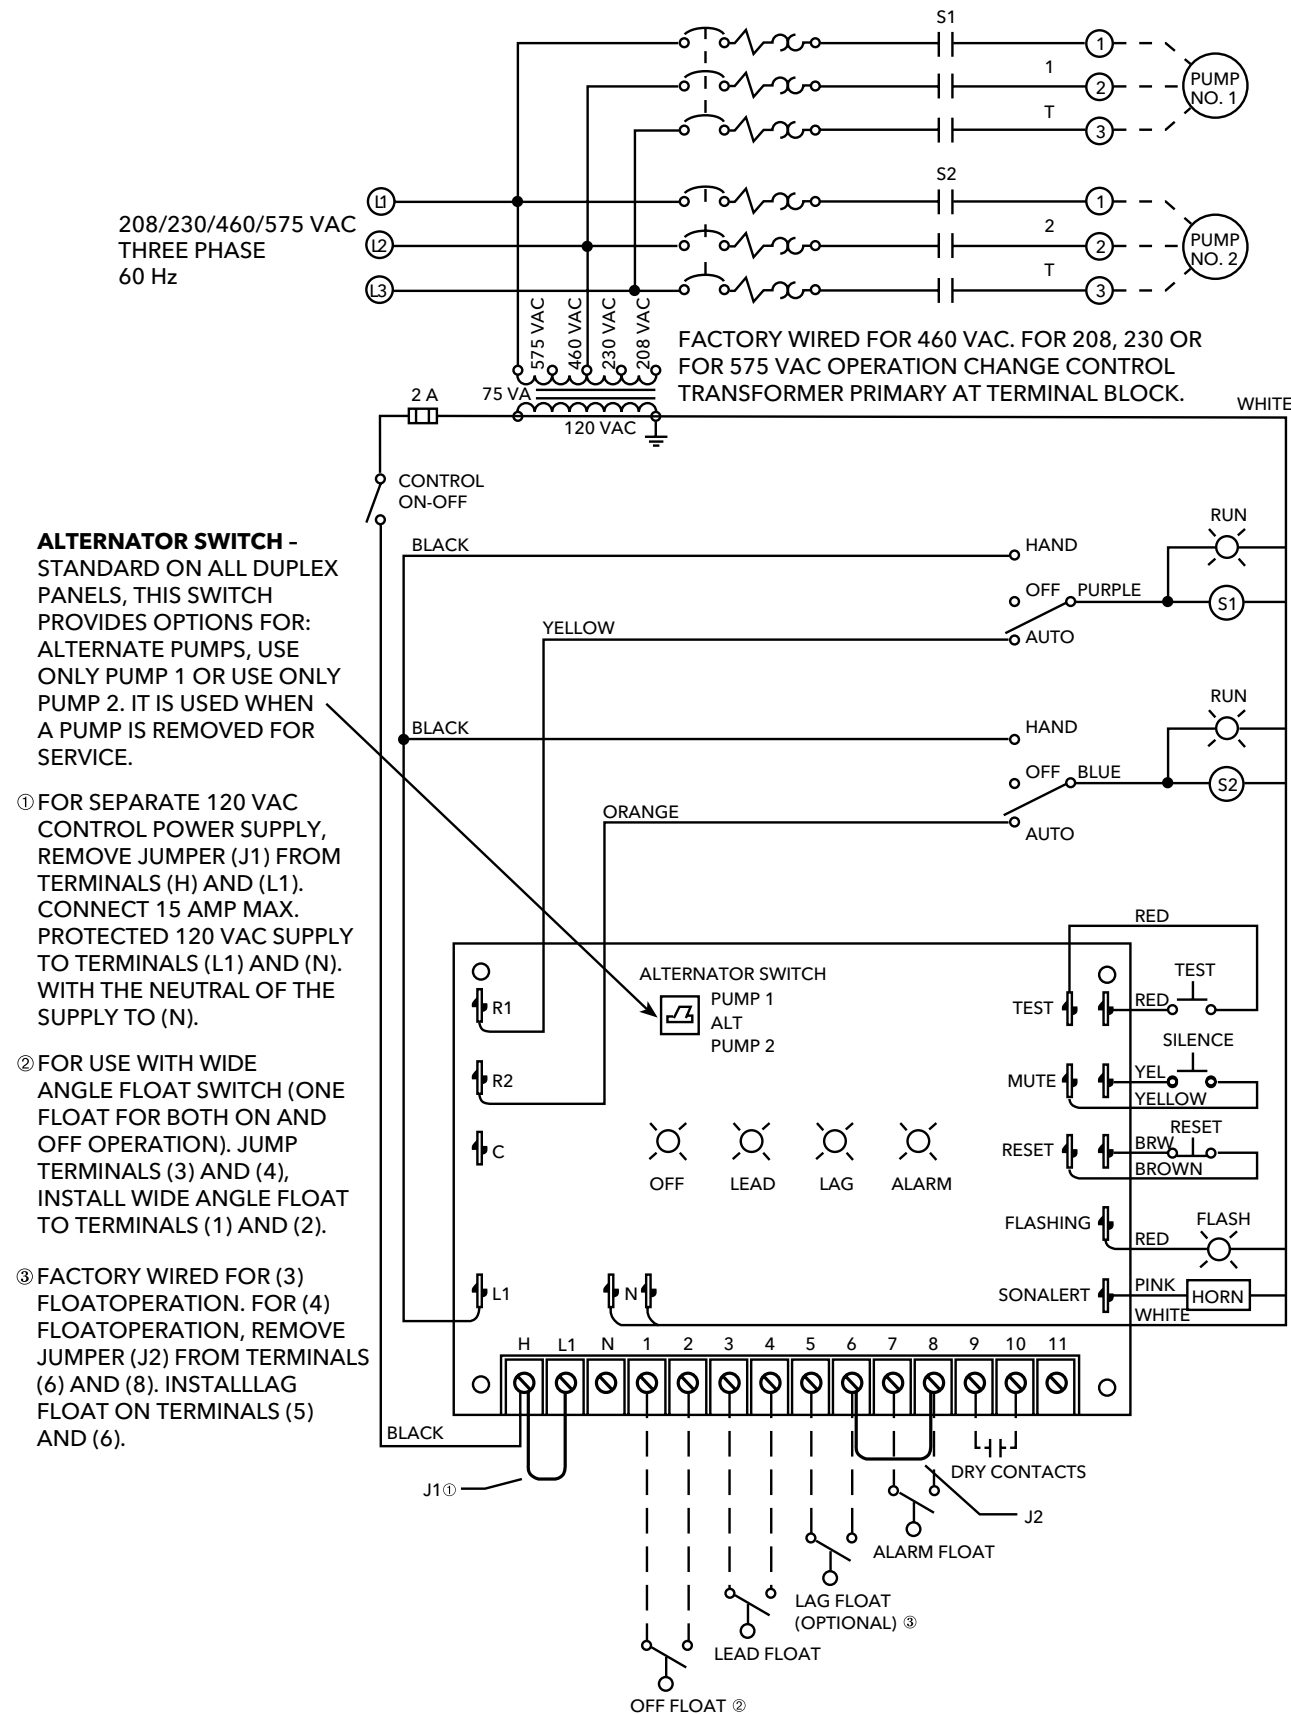 S1
1
1
PUMP
NO. 1
2
T
3
S2
208/230/460/575 VAC
THREE PHASE
60 Hz
L1
L2
L3
1
2
PUMP
NO. 2
2
T
3
575 VAC
460 VAC
230 VAC
208 VAC
FACTORY WIRED FOR 460 VAC. FOR 208, 230 OR
FOR 575 VAC OPERATION CHANGE CONTROL
TRANSFORMER PRIMARY AT TERMINAL BLOCK.
2 A
75 VA
120 VAC
WHITE
CONTROL
ON-OFF
ALTERNATOR SWITCH –
STANDARD ON ALL DUPLEX
PANELS, THIS SWITCH
PROVIDES OPTIONS FOR:
ALTERNATE PUMPS, USE
ONLY PUMP 1 OR USE ONLY
PUMP 2. IT IS USED WHEN
A PUMP IS REMOVED FOR
SERVICE.
① FOR SEPARATE 120 VAC
CONTROL POWER SUPPLY,
REMOVE JUMPER (J1) FROM
TERMINALS (H) AND (L1).
CONNECT 15 AMP MAX.
PROTECTED 120 VAC SUPPLY
TO TERMINALS (L1) AND (N).
WITH THE NEUTRAL OF THE
SUPPLY TO (N).
② FOR USE WITH WIDE
ANGLE FLOAT SWITCH (ONE
FLOAT FOR BOTH ON AND
OFF OPERATION). JUMP
TERMINALS (3) AND (4),
INSTALL WIDE ANGLE FLOAT
TO TERMINALS (1) AND (2).
③ FACTORY WIRED FOR (3)
FLOATOPERATION. FOR (4)
FLOATOPERATION, REMOVE
JUMPER (J2) FROM TERMINALS
(6) AND (8). INSTALLLAG
FLOAT ON TERMINALS (5)
AND (6).
BLACK
HAND
RUN
OFF
PURPLE
S1
YELLOW
AUTO
BLACK
HAND
RUN
OFF
BLUE
S2
ORANGE
AUTO
RED
ALTERNATOR SWITCH
PUMP 1
ALT
PUMP 2
R1
R2
C
L1
N
OFF
LEAD
LAG
ALARM
TEST
RED
TEST
SILENCE
MUTE
YEL
YELLOW
RESET
RESET
BRW
BROWN
FLASHING
FLASH
RED
SONALERT
PINK
HORN
WHITE
H L1 N 1 2 3 4 5 6 7 8 9 10 11
BLACK
J1①
DRY CONTACTS
J2
ALARM FLOAT
LAG FLOAT
(OPTIONAL) ③
LEAD FLOAT
OFF FLOAT ②